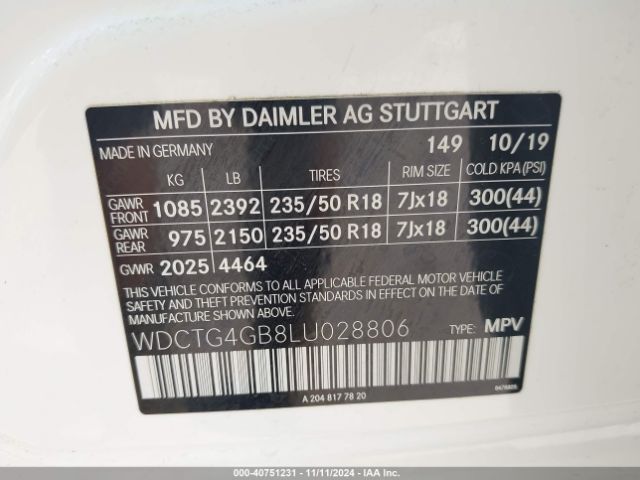 MFD BY DAIMLER AG STUTTGART
MADE IN GERMANY 149 10/19
KG LB TIRES RIM SIZE COLD KPA(PSI)
GAWR FRONT 1085 2392 235/50 R18 7Jx18 300(44)
GAWR REAR 975 2150 235/50 R18 7Jx18 300(44)
GVWR 2025 4464
THIS VEHICLE CONFORMS TO ALL APPLICABLE FEDERAL MOTOR VEHICLE
SAFETY AND THEFT PREVENTION STANDARDS IN EFFECT
ON THE DATE OF MANUFACTURE SHOWN ABOVE.
WDCTG4GB8LU028806 TYPE: MPV
A 204 817 78 20
000-40751231 - 11/11/2024 - IAA Inc.